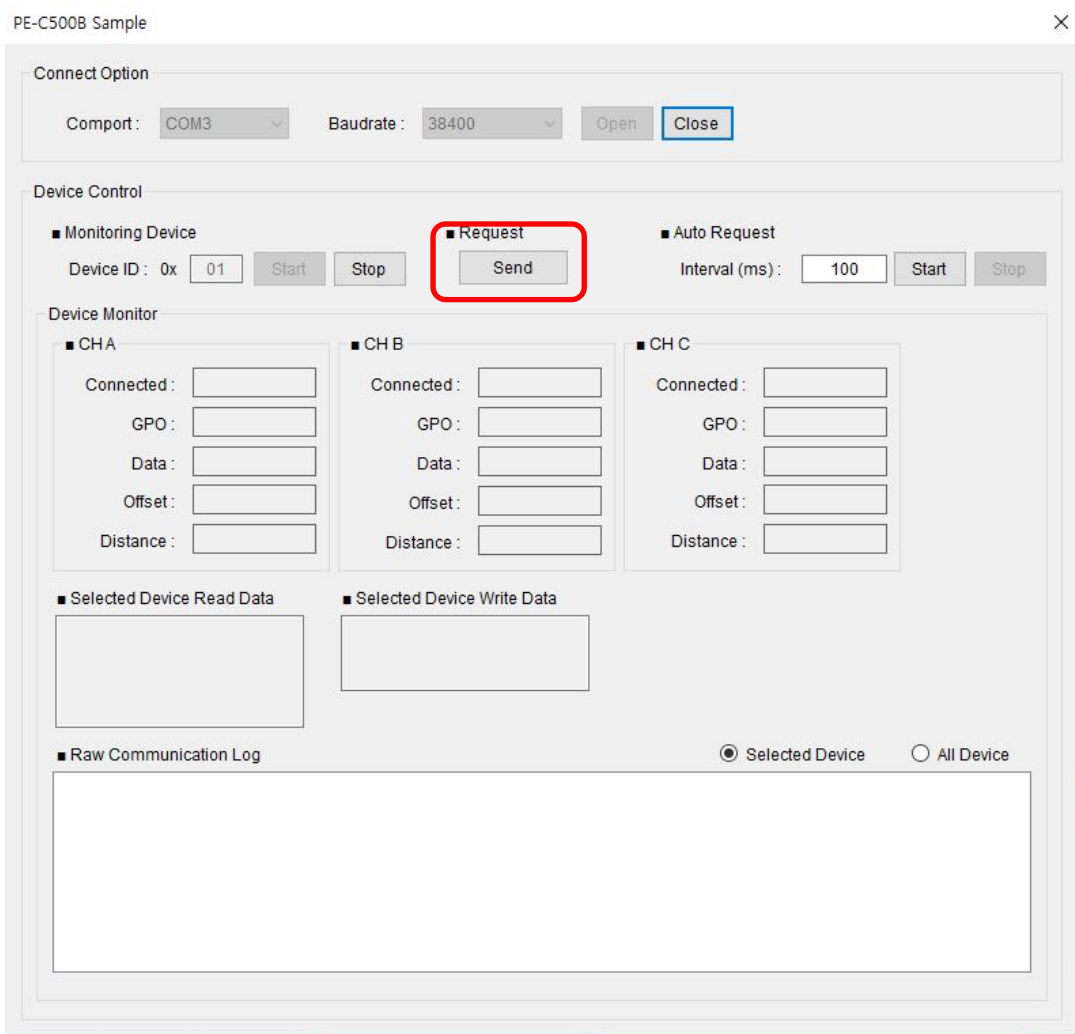 PE-C500B Sample
Connect Option
Comport : COM3 Baudrate : 38400 Open Close
Device Control
■ Monitoring Device ■ Request ■ Auto Request
Device ID : 0x 01 Start Stop Send Interval (ms) : 100 Start Stop
Device Monitor
■ CH A ■ CH B ■ CH C
Connected : Connected : Connected :
GPO : GPO : GPO :
Data : Data : Data :
Offset : Offset : Offset :
Distance : Distance : Distance :
■ Selected Device Read Data ■ Selected Device Write Data
■ Raw Communication Log Selected Device All Device